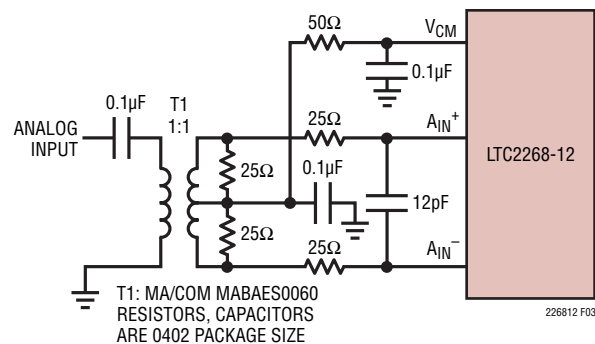 50Ω
VCM
0.1µF
0.1µF
T1
1:1
25Ω
AIN+
ANALOG
INPUT
25Ω
0.1µF
LTC2268-12
12pF
25Ω
25Ω
AIN−
T1: MA/COM MABAES0060
RESISTORS, CAPACITORS
ARE 0402 PACKAGE SIZE
226812 F03